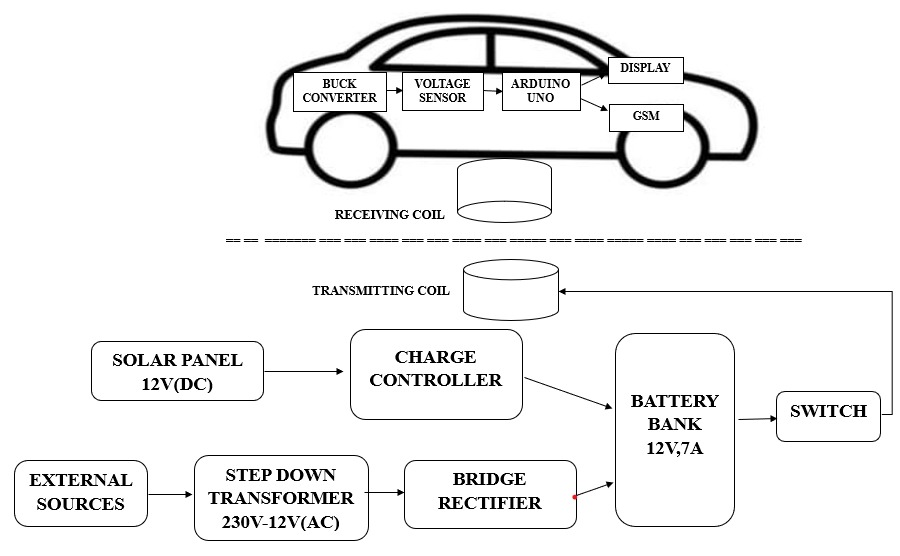 BUCK
CONVERTER
VOLTAGE
SENSOR
ARDUINO
UNO
DISPLAY
GSM
RECEIVING COIL
TRANSMITTING COIL
SOLAR PANEL
12V(DC)
CHARGE
CONTROLLER
BATTERY
BANK
12V,7A
SWITCH
EXTERNAL
SOURCES
STEP DOWN
TRANSFORMER
230V-12V(AC)
BRIDGE
RECTIFIER